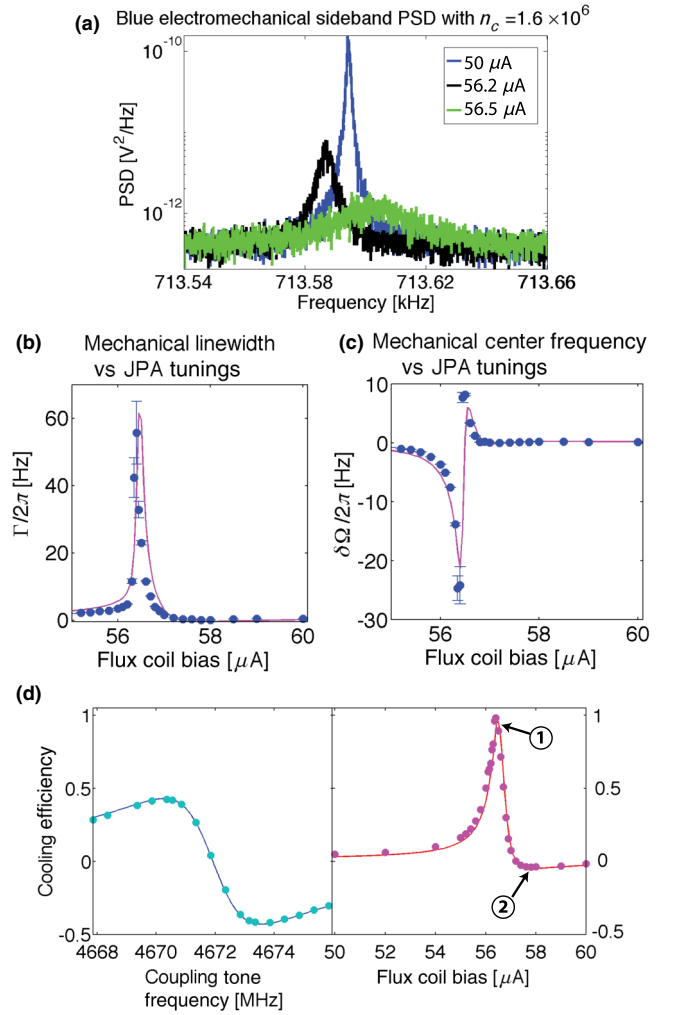 (a) Blue electromechanical sideband PSD with n_c = 1.6 × 10^6
10^-10
10^-12
PSD [V^2/Hz]
50 µA
56.2 µA
56.5 µA
713.54 713.58 713.62 713.66
Frequency [kHz]
(b) Mechanical linewidth
vs JPA tunings
60
40
20
0
Γ/2π [Hz]
56 58 60
Flux coil bias [µA]
(c) Mechanical center frequency
vs JPA tunings
10
0
-10
-20
-30
δΩ/2π [Hz]
56 58 60
Flux coil bias [µA]
(d)
1
0.5
0
-0.5
Cooling efficiency
4668 4670 4672 4674
Coupling tone
frequency [MHz]
1
0.5
0
-0.5
1
2
50 52 54 56 58 60
Flux coil bias [µA]